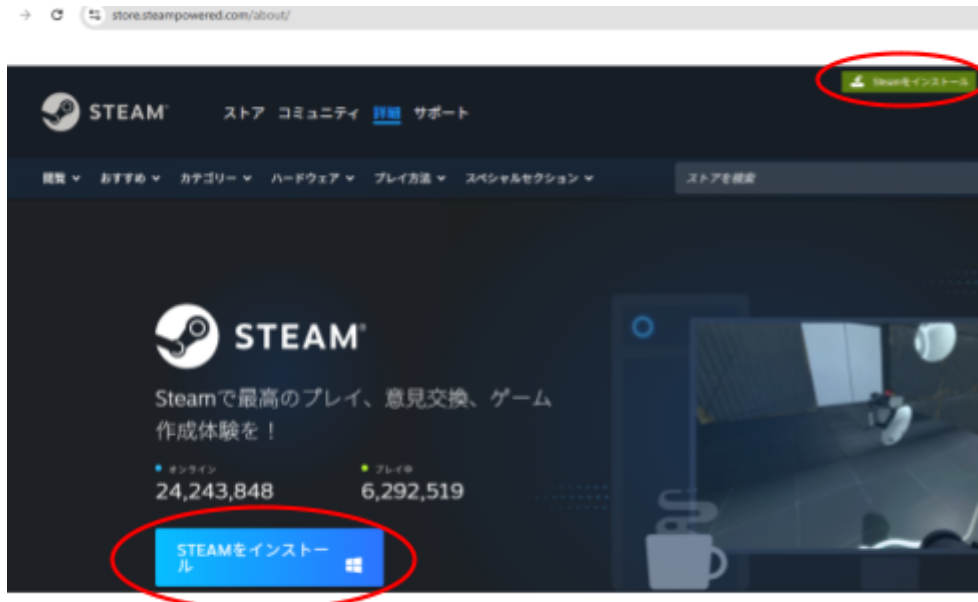 store.steampowered.com/about/
Steamをインストール
STEAM
ストア コミュニティ 詳細 サポート
閲覧 おすすめ カテゴリー ハードウェア プレイ方法 スペシャルセクション ストアを検索
STEAM
Steamで最高のプレイ、意見交換、ゲーム
作成体験を！
オンライン プレイ中
24,243,848 6,292,519
STEAMをインストー
ル